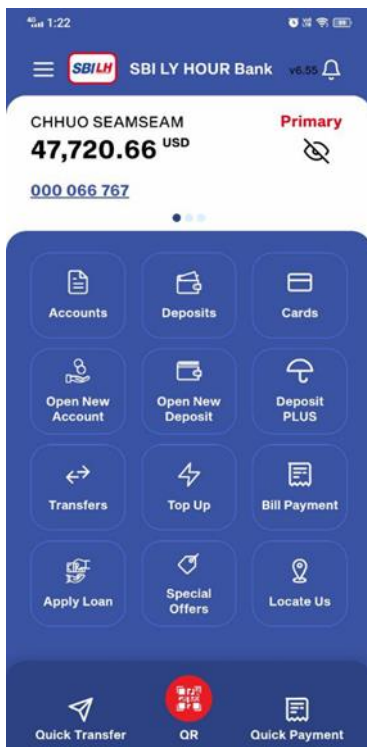 4G 1:22
SBILH SBI LY HOUR Bank v6.55
CHHUO SEAMSEAM Primary
47,720.66 USD
000 066 767
Accounts Deposits Cards
Open New Account Open New Deposit Deposit PLUS
Transfers Top Up Bill Payment
Apply Loan Special Offers Locate Us
Quick Transfer QR Quick Payment